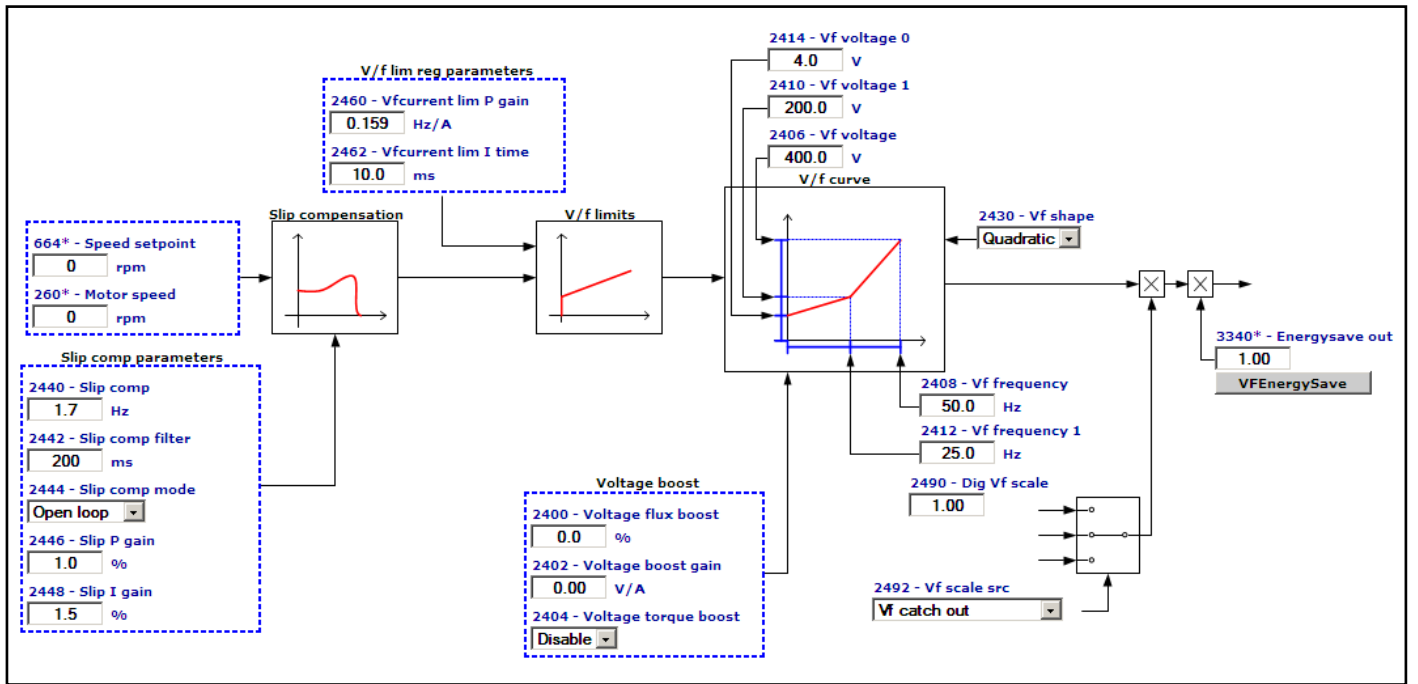 V/f lim reg parameters
2460 - Vfcurrent lim P gain
0.159 Hz/A
2462 - Vfcurrent lim I time
10.0 ms
2414 - Vf voltage 0
4.0 V
2410 - Vf voltage 1
200.0 V
2406 - Vf voltage
400.0 V
V/f curve
664* - Speed setpoint
0 rpm
260* - Motor speed
0 rpm
Slip compensation
V/f limits
2430 - Vf shape
Quadratic
3340* - Energysave out
1.00
VFEnergySave
Slip comp parameters
2440 - Slip comp
1.7 Hz
2442 - Slip comp filter
200 ms
2444 - Slip comp mode
Open loop
2446 - Slip P gain
1.0 %
2448 - Slip I gain
1.5 %
2408 - Vf frequency
50.0 Hz
2412 - Vf frequency 1
25.0 Hz
Voltage boost
2400 - Voltage flux boost
0.0 %
2402 - Voltage boost gain
0.00 V/A
2404 - Voltage torque boost
Disable
2490 - Dig Vf scale
1.00
2492 - Vf scale src
Vf catch out